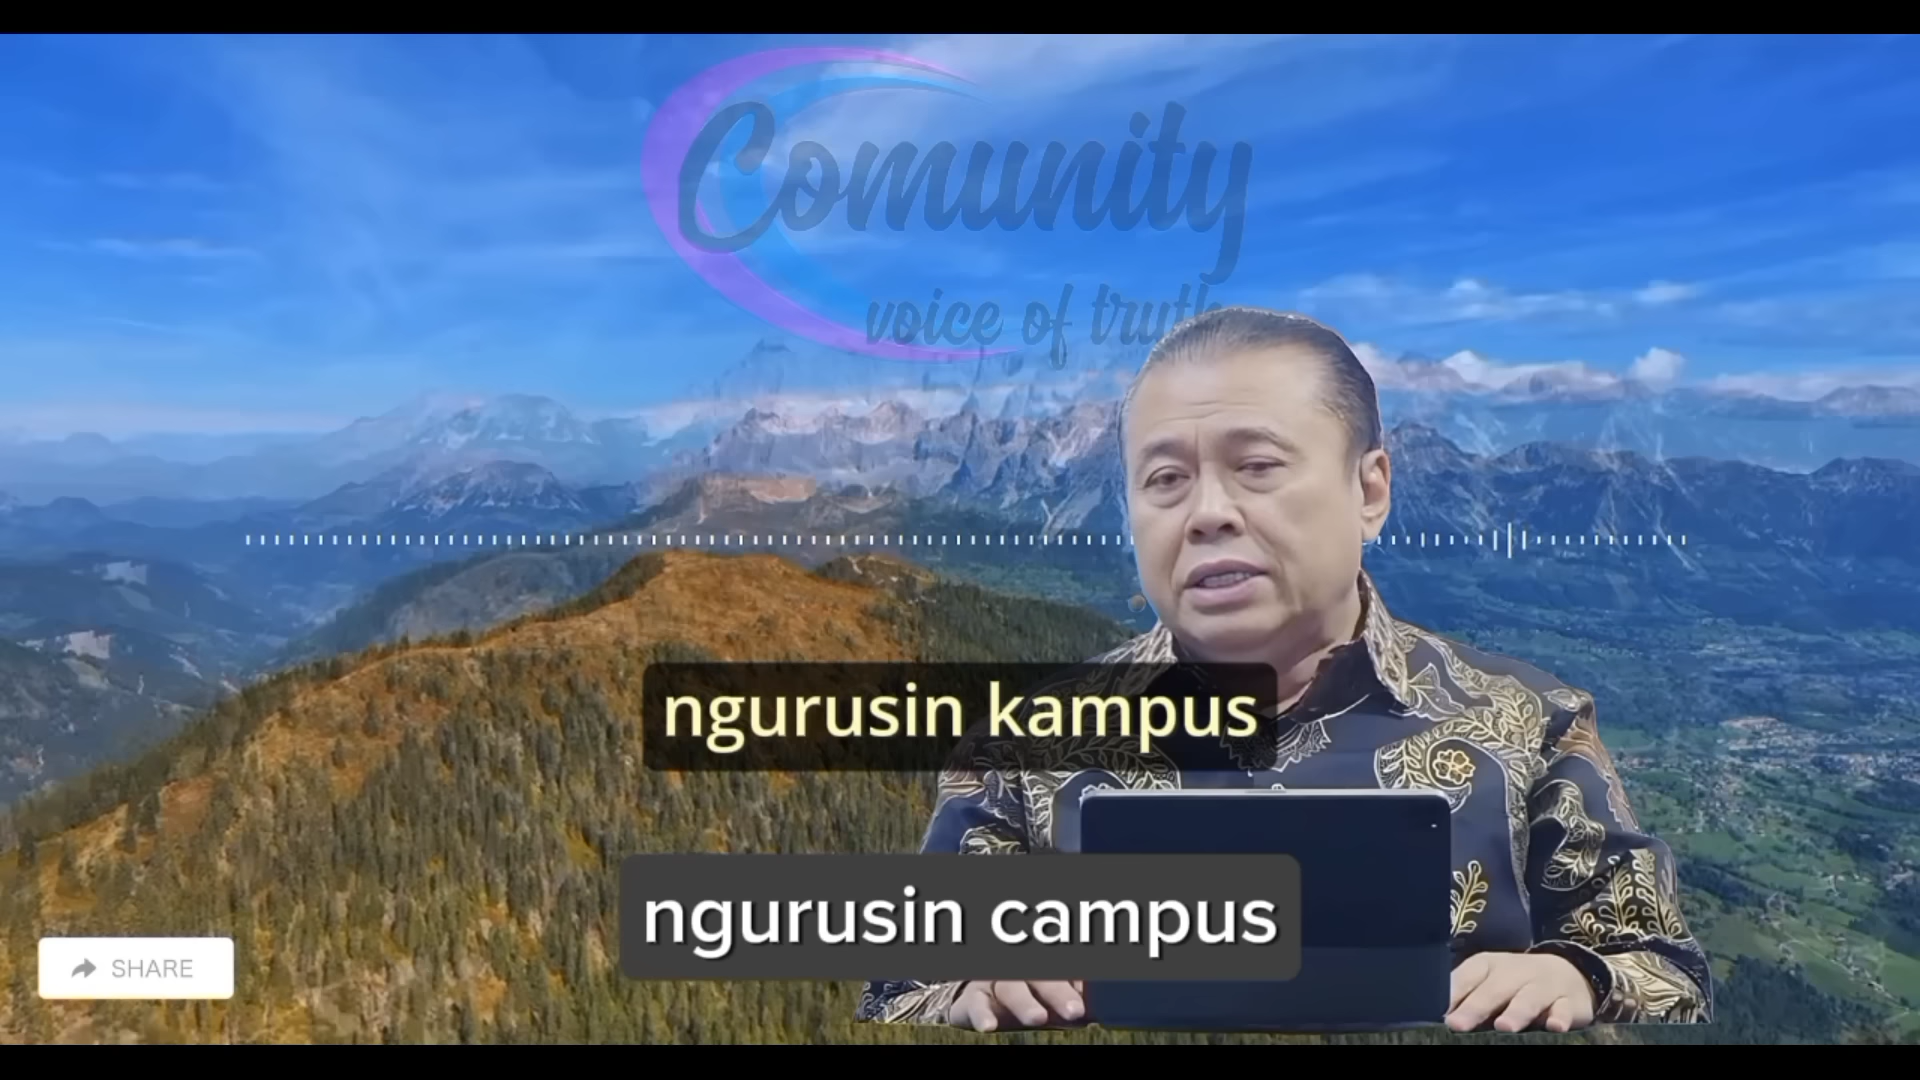 Comunity
voice of truth
ngurusin kampus
ngurusin campus
SHARE